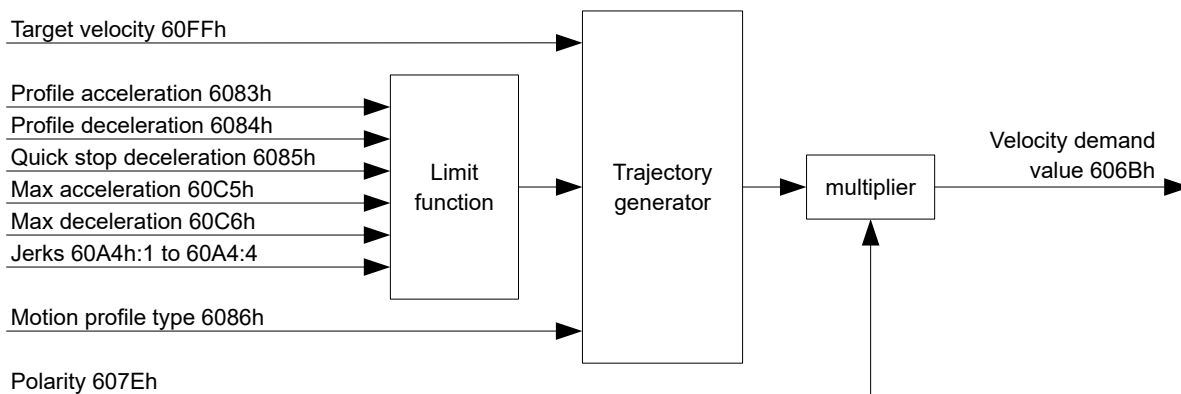 Target velocity 60FFh
Profile acceleration 6083h
Profile deceleration 6084h
Quick stop deceleration 6085h
Max acceleration 60C5h
Max deceleration 60C6h
Jerks 60A4h:1 to 60A4:4
Limit
function
Motion profile type 6086h
Polarity 607Eh
Trajectory
generator
multiplier
Velocity demand
value 606Bh